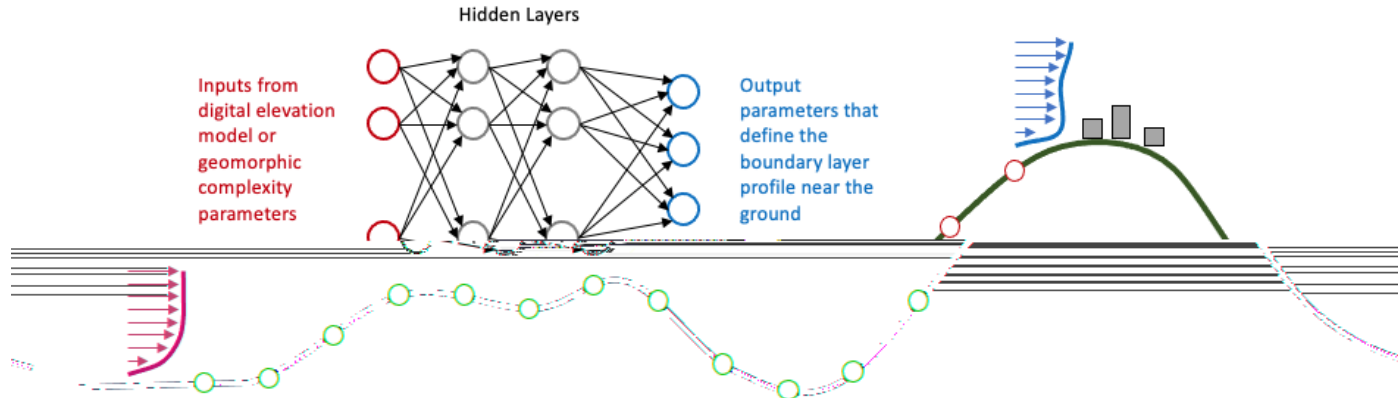 Hidden Layers
Inputs from
digital elevation
model or
geomorphic
complexity
parameters
Output
parameters that
define the
boundary layer
profile near the
ground